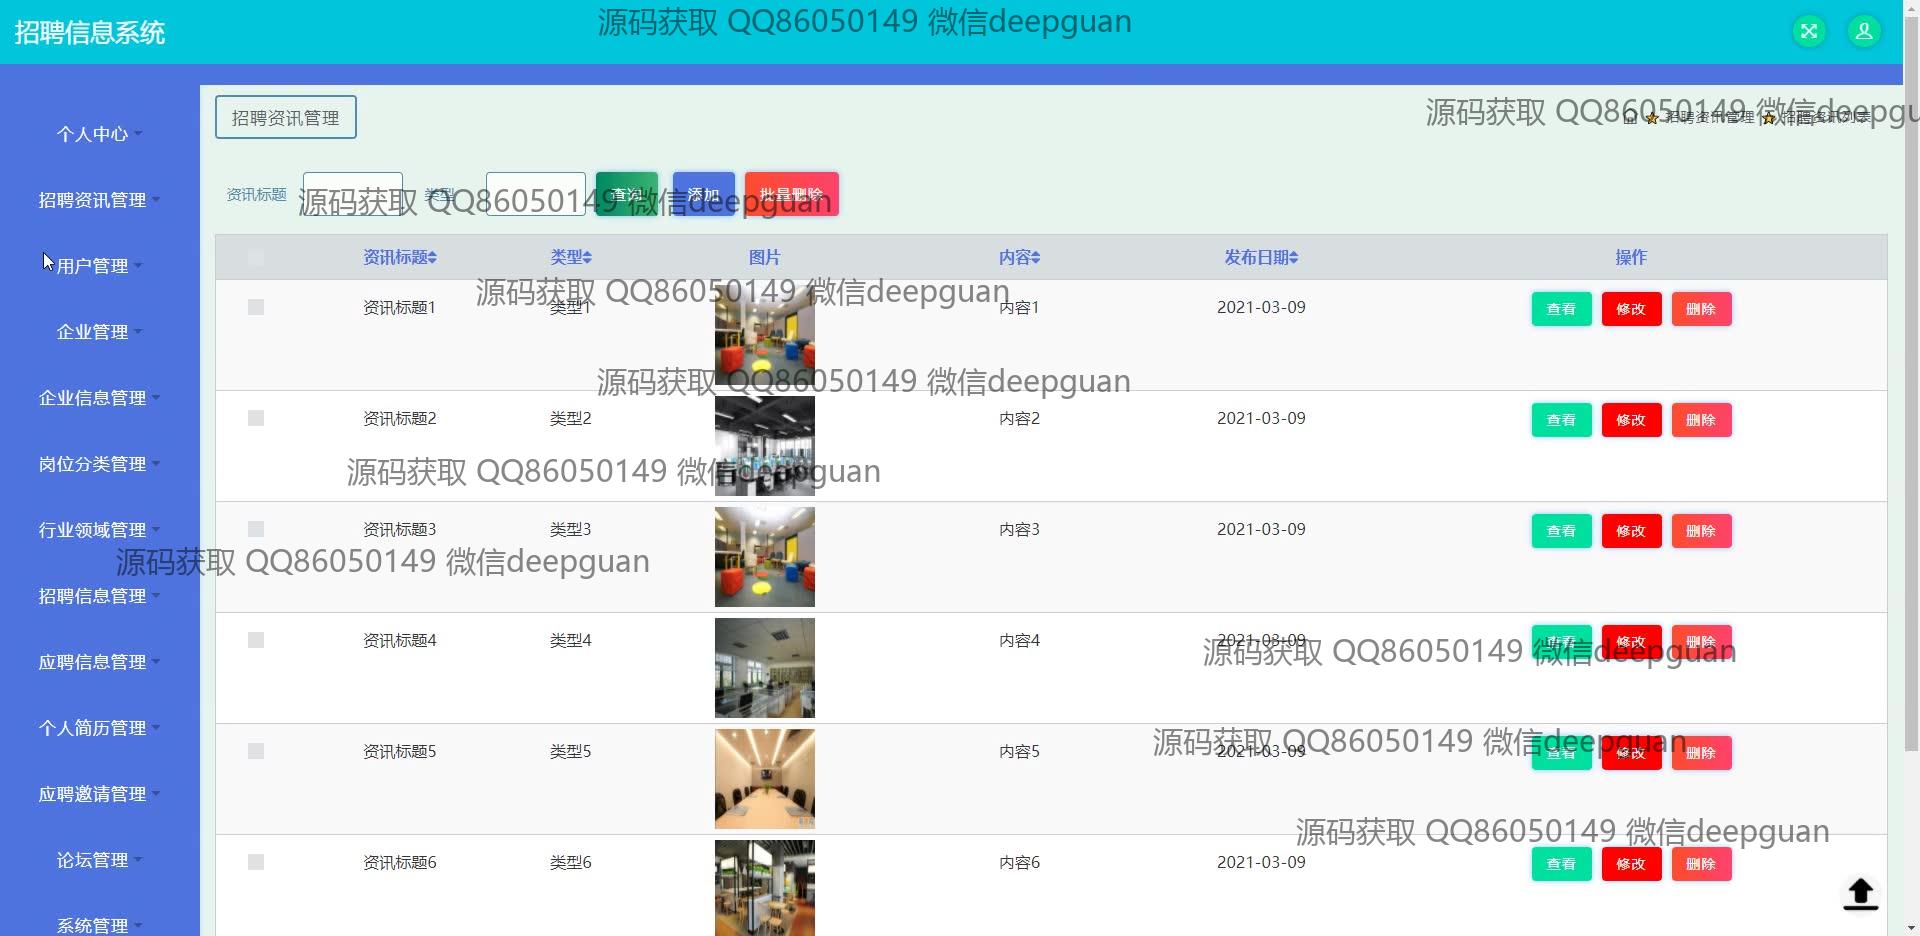 招聘信息系统
源码获取 QQ86050149 微信deepguan
个人中心
招聘资讯管理
用户管理
企业管理
企业信息管理
岗位分类管理
行业领域管理
招聘信息管理
应聘信息管理
个人简历管理
应聘邀请管理
论坛管理
系统管理
招聘资讯管理
源码获取 QQ86050149 微信deepgu
招聘资讯管理 招聘资讯列表
资讯标题 类型 查询 添加 批量删除
源码获取 QQ86050149 微信deepguan
资讯标题 类型 图片 内容 发布日期 操作
源码获取 QQ86050149 微信deepguan
资讯标题1 类型1 内容1 2021-03-09 查看 修改 删除
源码获取 QQ86050149 微信deepguan
资讯标题2 类型2 内容2 2021-03-09 查看 修改 删除
源码获取 QQ86050149 微信deepguan
资讯标题3 类型3 内容3 2021-03-09 查看 修改 删除
源码获取 QQ86050149 微信deepguan
资讯标题4 类型4 内容4 2021-03-09 查看 修改 删除
源码获取 QQ86050149 微信deepguan
源码获取 QQ86050149 微信deepguan
资讯标题5 类型5 内容5 2021-03-09 查看 修改 删除
源码获取 QQ86050149 微信deepguan
资讯标题6 类型6 内容6 2021-03-09 查看 修改 删除